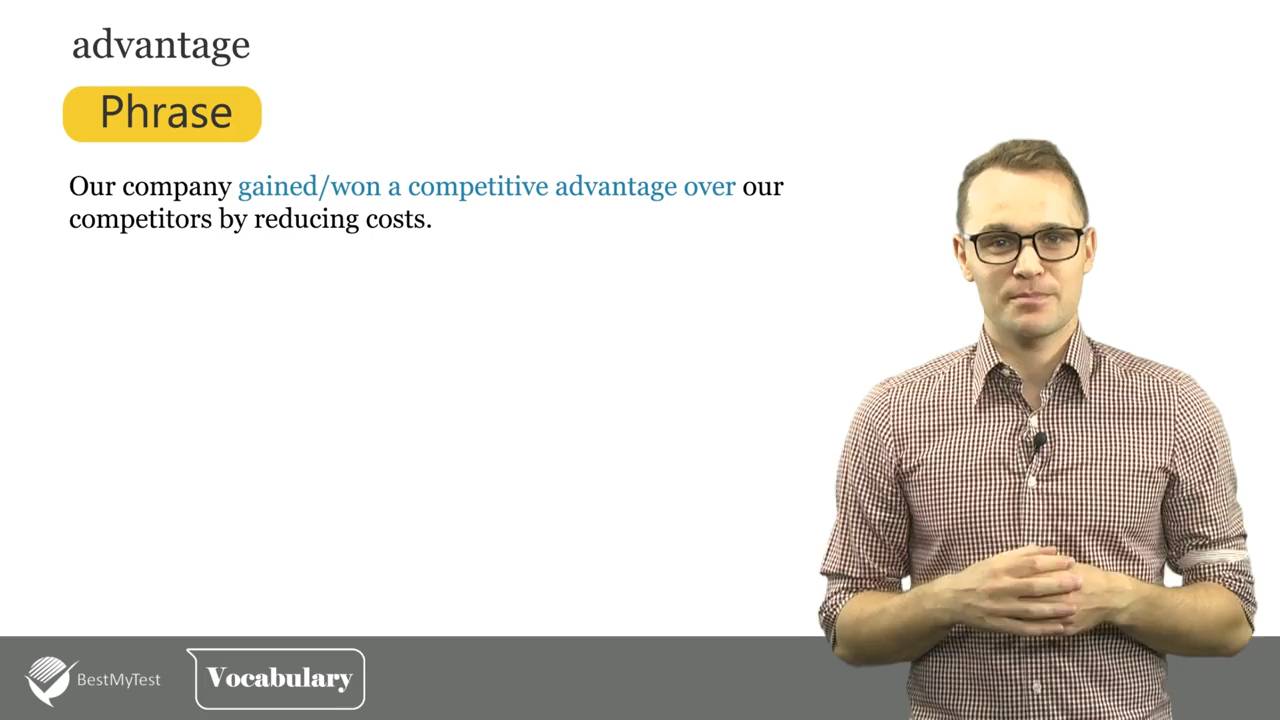 advantage
Phrase
Our company gained/won a competitive advantage over our
competitors by reducing costs.
BestMyTest
Vocabulary